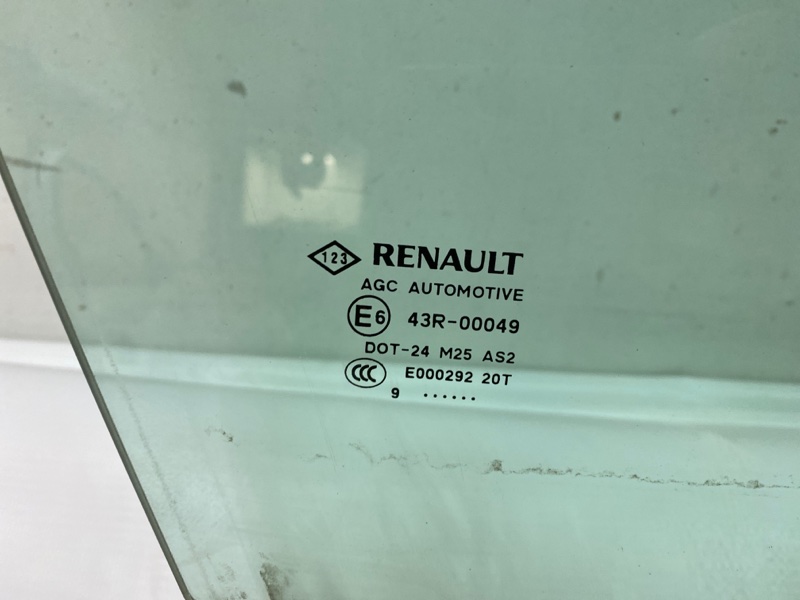 123 RENAULT
AGC AUTOMOTIVE
E6 43R-00049
DOT-24 M25 AS2
CCC E000292 20T
9 ......